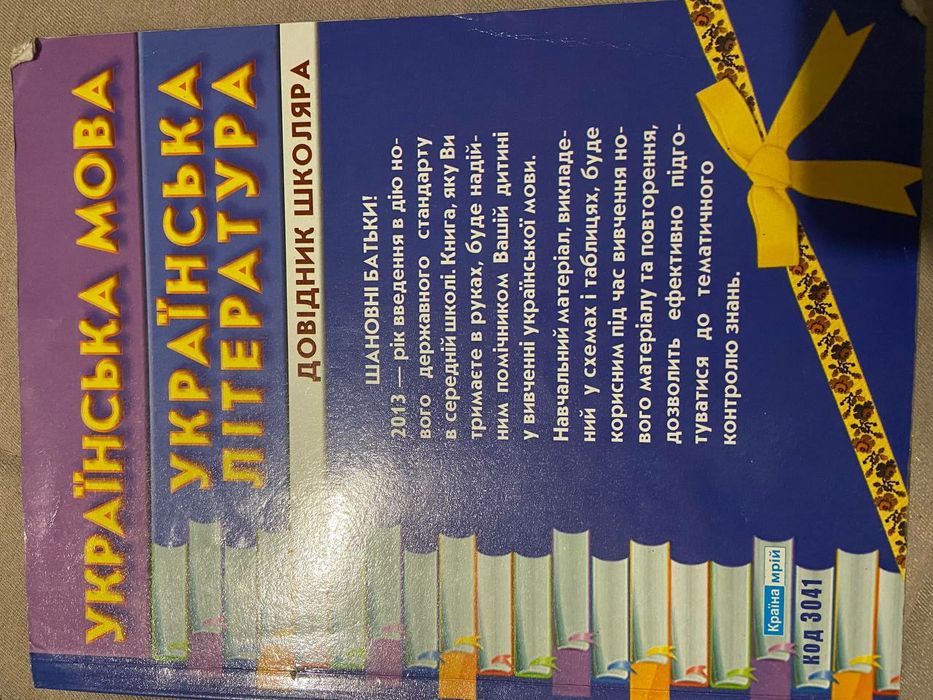 УКРАЇНСЬКА МОВА
УКРАЇНСЬКА
ЛІТЕРАТУРА
ДОВІДНИК ШКОЛЯРА
ШАНОВНІ БАТЬКИ!
2013 — рік введення в дію но-
вого державного стандарту
в середній школі. Книга, яку Ви
тримаєте в руках, буде надій-
ним помічником Вашій дитині
у вивченні української мови.
Навчальний матеріал, викладе-
ний у схемах і таблицях, буде
корисним під час вивчення но-
вого матеріалу та повторення,
дозволить ефективно підго-
туватися до тематичного
контролю знань.
Країна мрій
КОД 3041